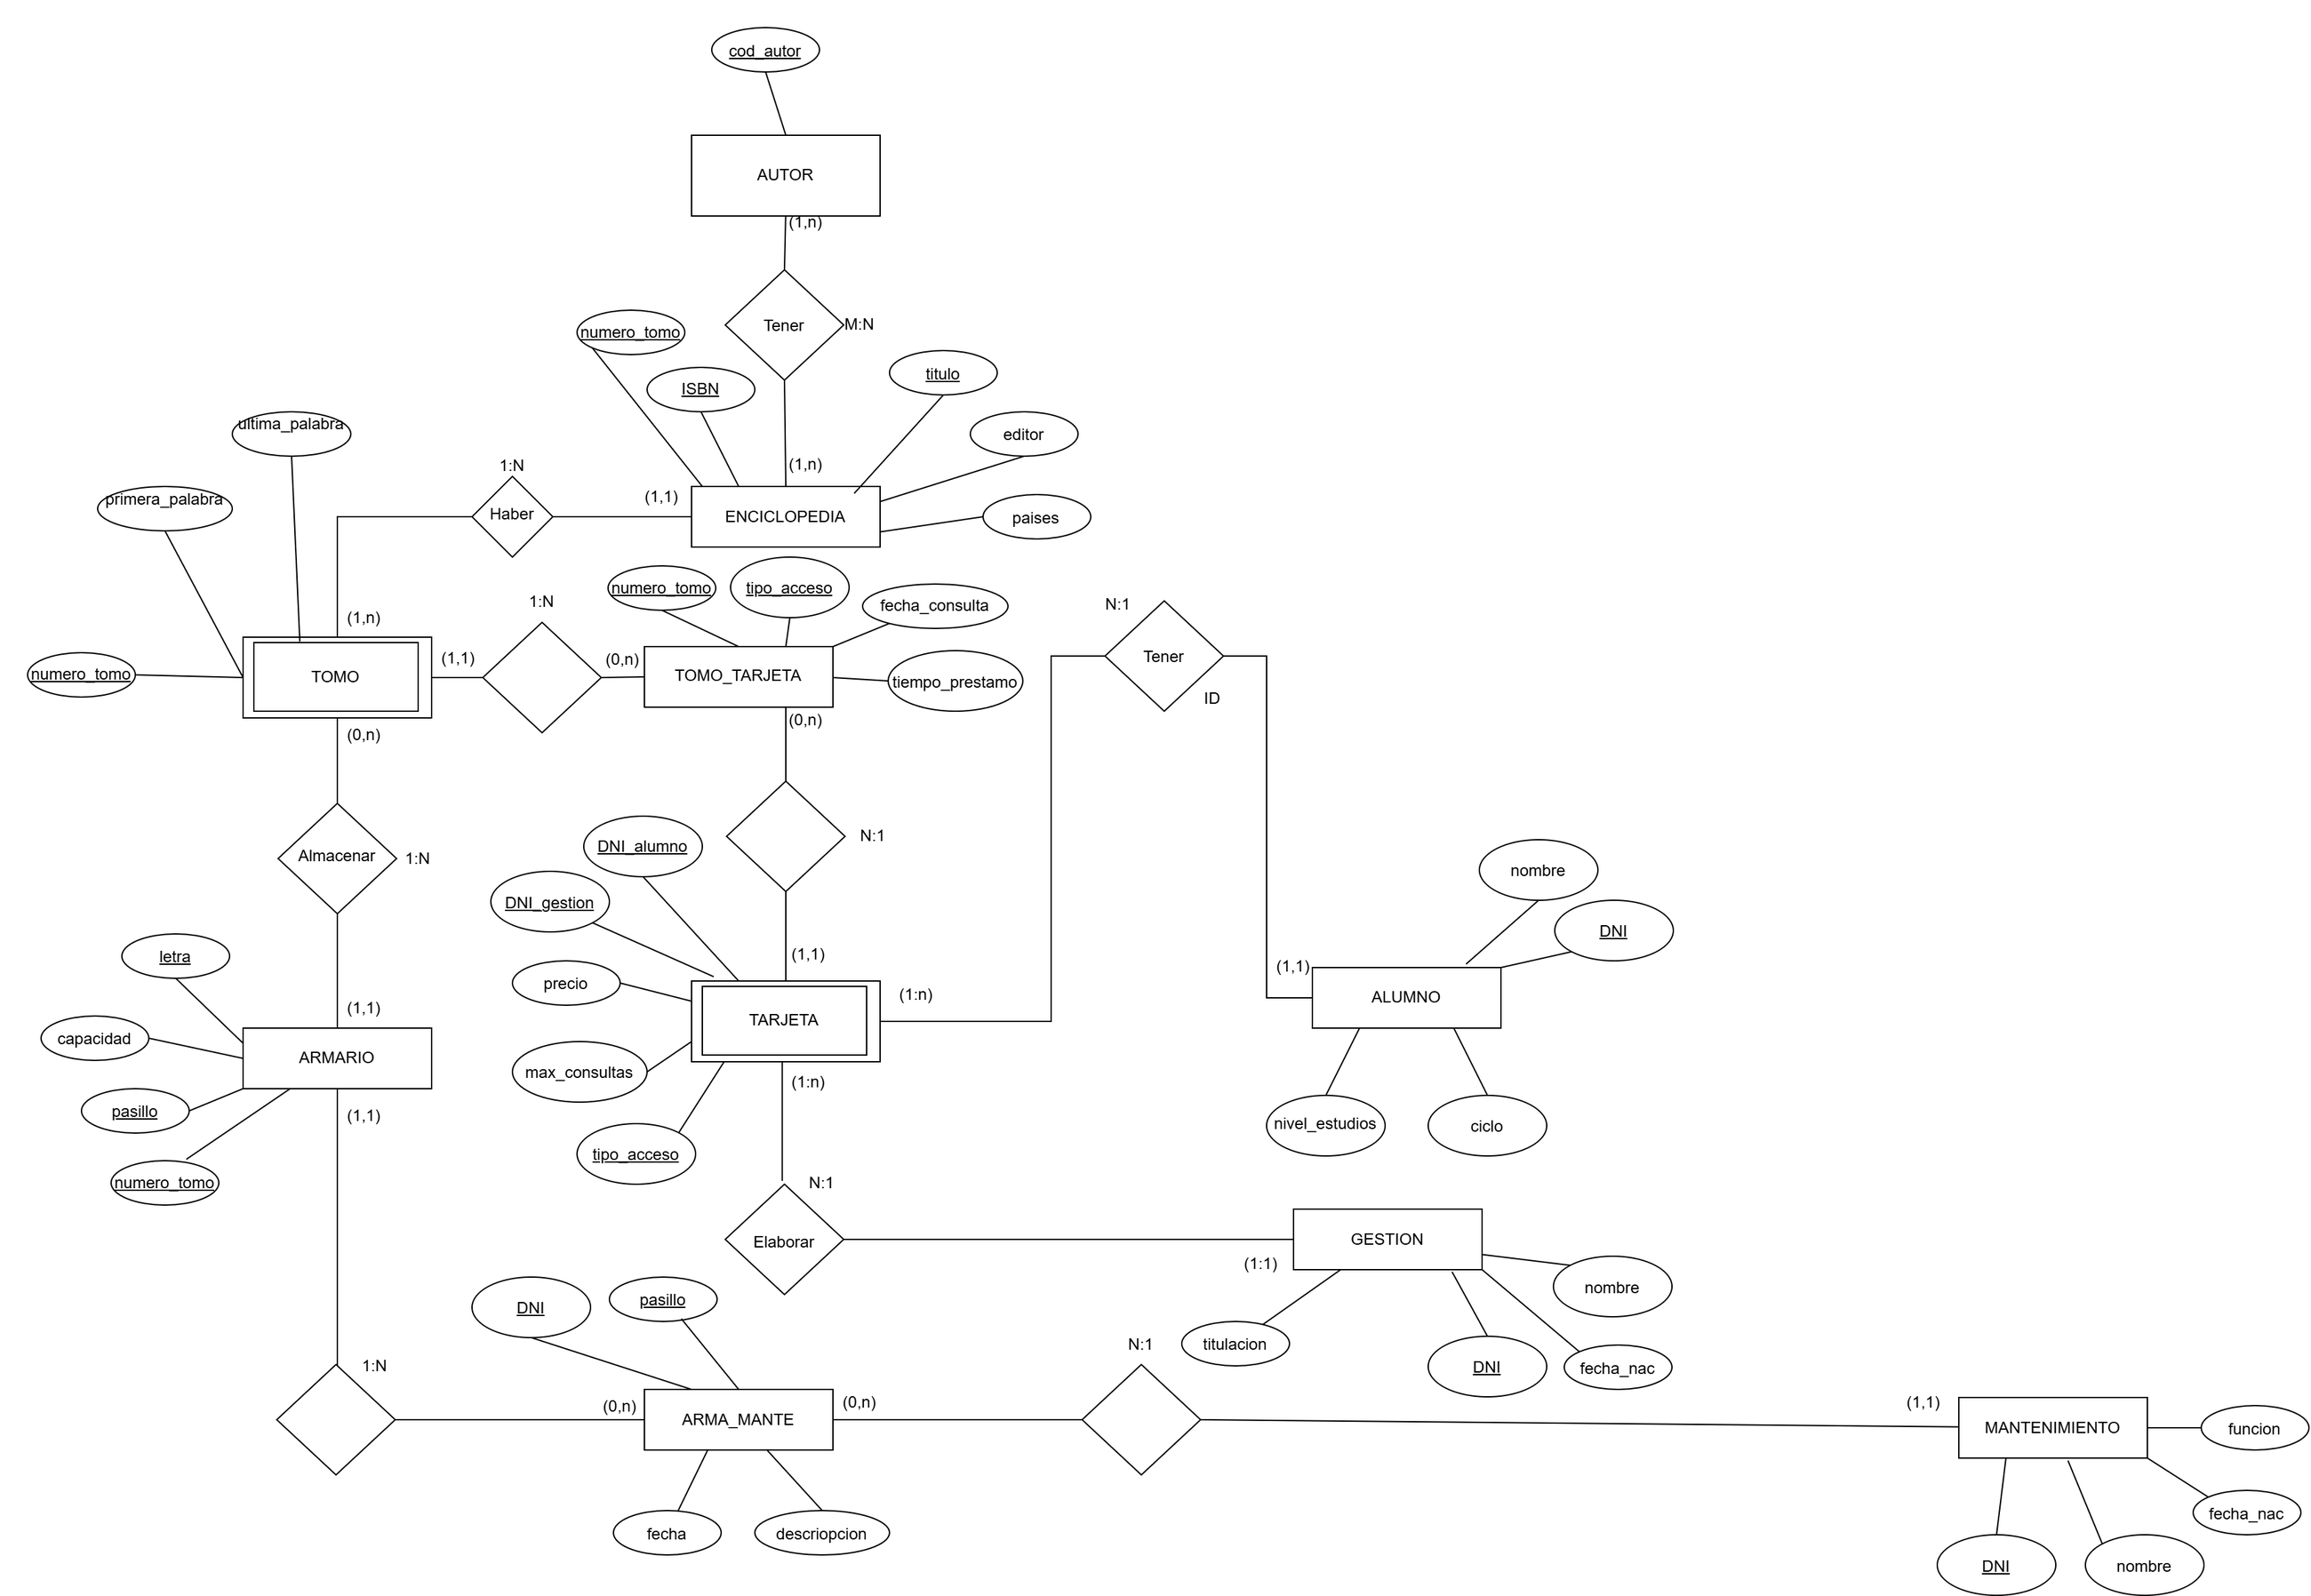 cod_autor
AUTOR
(1,n)
Tener
M:N
numero_tomo
ISBN
titulo
editor
ultima_palabra
1:N
(1,n)
primera_palabra
Haber
(1,1)
ENCICLOPEDIA
paises
numero_tomo
tipo_acceso
fecha_consulta
1:N
N:1
(1,n)
numero_tomo
TOMO
(1,1)
(0,n)
TOMO_TARJETA
tiempo_prestamo
Tener
ID
(0,n)
(0,n)
Almacenar
1:N
N:1
DNI_alumno
DNI_gestion
nombre
DNI
letra
(1,1)
precio
(1:n)
(1,1)
ALUMNO
capacidad
(1,1)
ARMARIO
TARJETA
max_consultas
(1:n)
pasillo
(1,1)
nivel_estudios
ciclo
tipo_acceso
numero_tomo
N:1
Elaborar
(1:1)
GESTION
nombre
DNI
pasillo
titulacion
DNI
fecha_nac
1:N
N:1
(0,n)
ARMA_MANTE
(0,n)
(1,1)
MANTENIMIENTO
funcion
fecha
descriopcion
fecha_nac
DNI
nombre